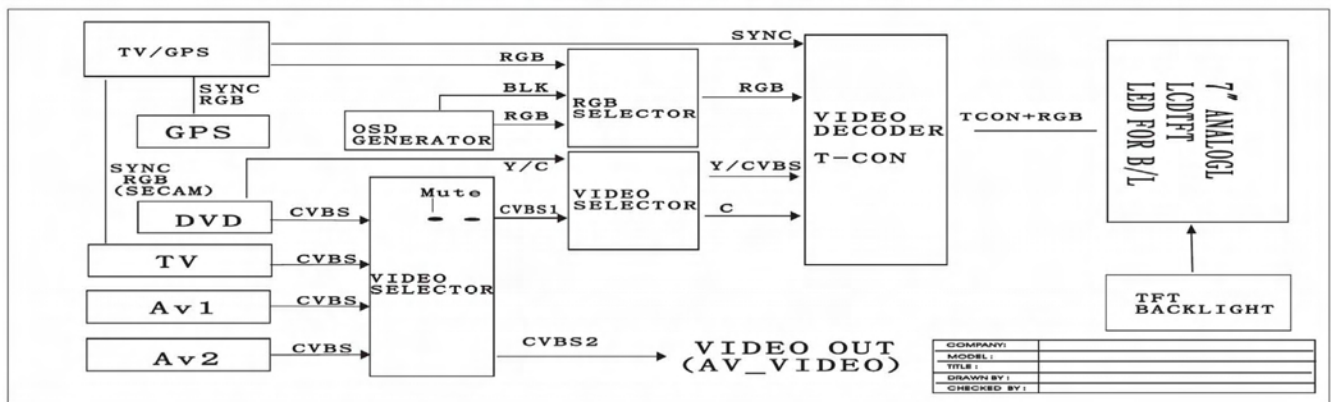 TV/GPS
SYNC
RGB
GPS
SYNC
RGB
(SECAM)
DVD
TV
Av1
Av2
CVBS
CVBS
CVBS
CVBS
OSD
GENERATOR
BLK
RGB
RGB
SYNC
Y/C
Mute
VIDEO
SELECTOR
CVBS1
CVBS2
VIDEO OUT
(AV_VIDEO)
RGB
SELECTOR
RGB
VIDEO
SELECTOR
Y/CVBS
C
VIDEO
DECODER
T-CON
TCON+RGB
7" ANALOGL
LCDTFT
LED FOR B/L
TFT
BACKLIGHT
COMPANY:
MODEL :
TITLE :
DRAWN BY :
CHECKED BY :